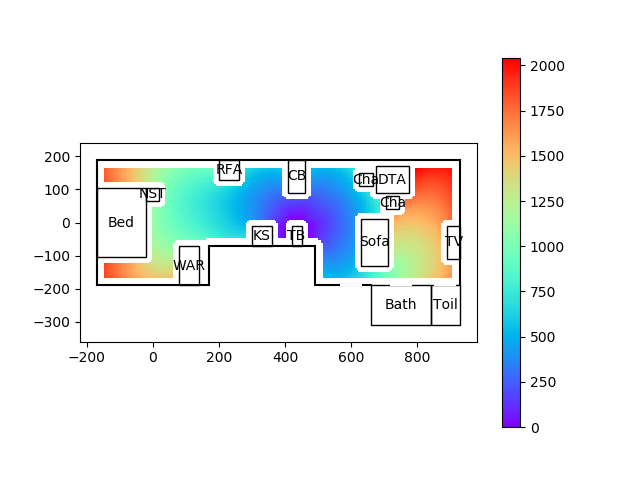 2000
1750
1500
1250
1000
750
500
250
0
200
100
0
−100
−200
−300
RFA
CB
Cha
DTA
NST
Cha
Bed
KS
TB
Sofa
TV
WAR
Bath
Toil
−200
0
200
400
600
800